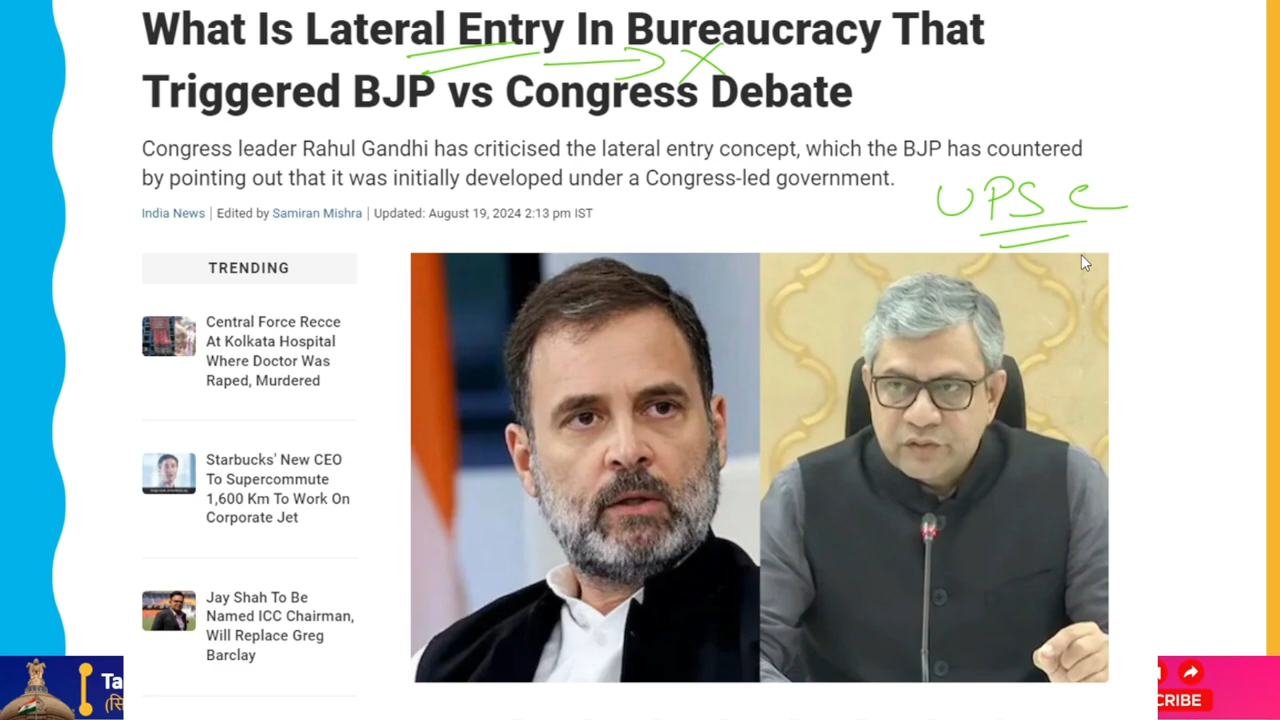 What Is Lateral Entry In Bureaucracy That
Triggered BJP vs Congress Debate
Congress leader Rahul Gandhi has criticised the lateral entry concept, which the BJP has countered
by pointing out that it was initially developed under a Congress-led government.
UPSC
India News | Edited by Samiran Mishra | Updated: August 19, 2024 2:13 pm IST
TRENDING
Central Force Recce
At Kolkata Hospital
Where Doctor Was
Raped, Murdered
Starbucks' New CEO
To Supercommute
1,600 Km To Work On
Corporate Jet
Jay Shah To Be
Named ICC Chairman,
Will Replace Greg
Barclay
Ta
(सि
CRIBE